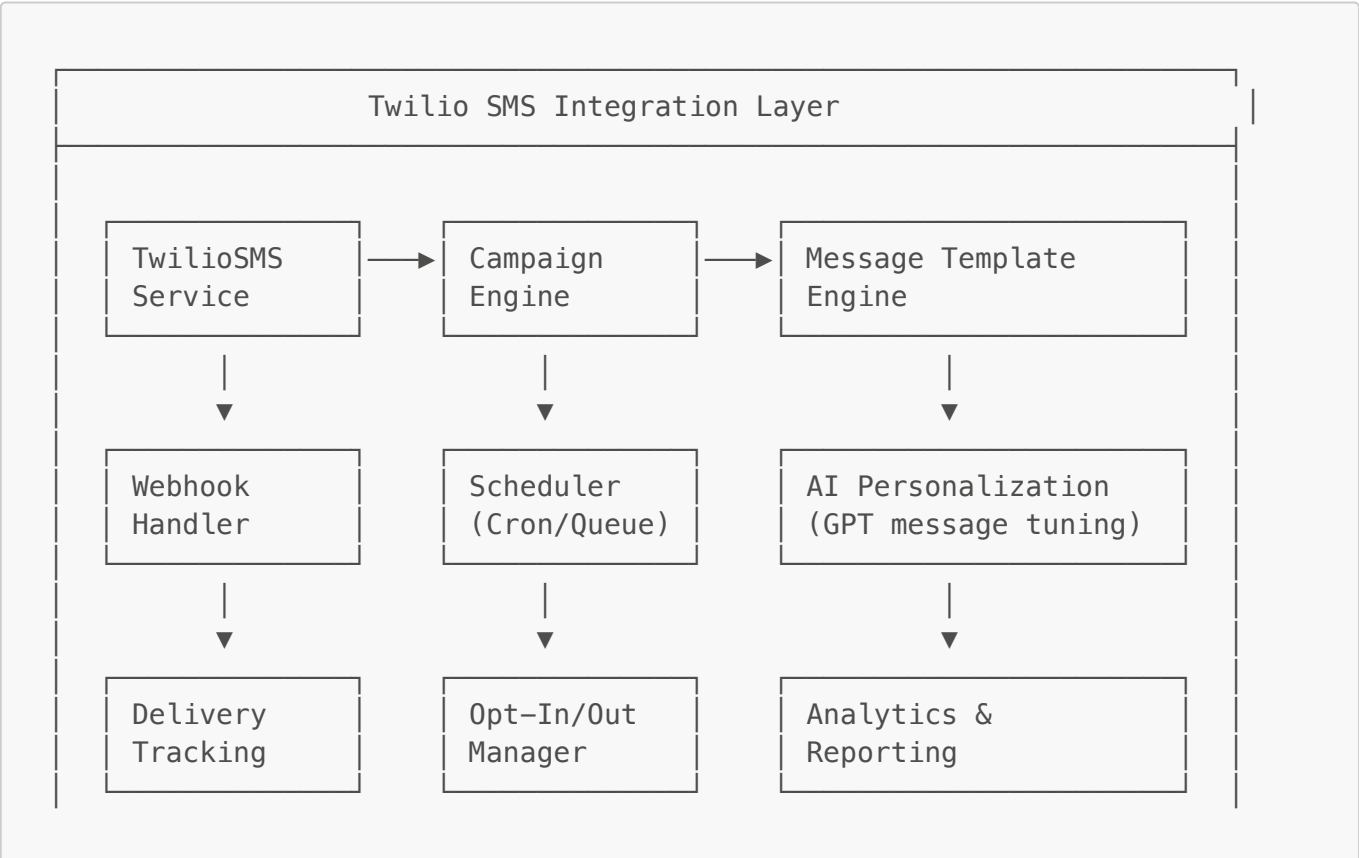 Twilio SMS Integration Layer
TwilioSMS
Service
Campaign
Engine
Message Template
Engine
Webhook
Handler
Scheduler
(Cron/Queue)
AI Personalization
(GPT message tuning)
Delivery
Tracking
Opt-In/Out
Manager
Analytics &
Reporting